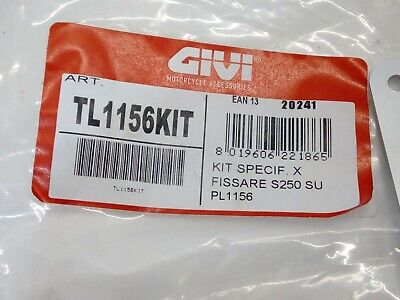 GIVI
MOTORCYCLE ACCESSORIES
ART.
EAN 13 20241
TL1156KIT
8 019606 221865
TL1156KIT
KIT SPECIF. X
FISSARE S250 SU
PL1156